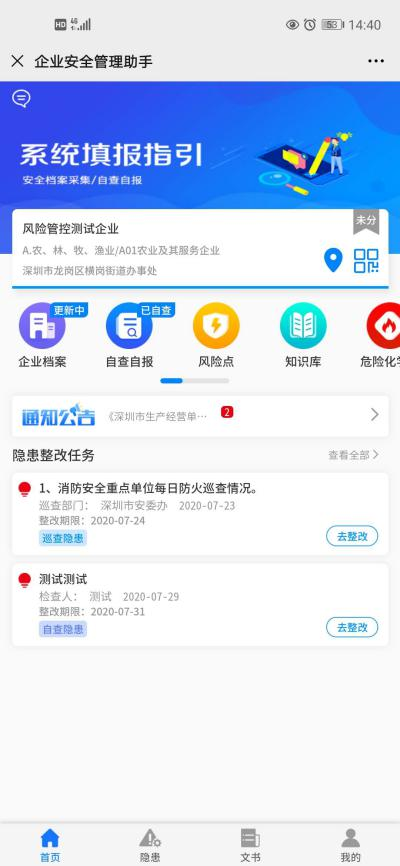 HD 4G 53 14:40
企业安全管理助手
系统填报指引
安全档案采集/自查自报
风险管控测试企业
未分
A.农、林、牧、渔业/A01农业及其服务企业
深圳市龙岗区横岗街道办事处
更新中 已自查
企业档案 自查自报 风险点 知识库 危险化学
通知公告 《深圳市生产经营单… 2
隐患整改任务 查看全部
1、消防安全重点单位每日防火巡查情况。
巡查部门： 深圳市安委办 2020-07-23
整改期限：2020-07-24
巡查隐患 去整改
测试测试
检查人： 测试 2020-07-29
整改期限：2020-07-31
自查隐患 去整改
首页 隐患 文书 我的